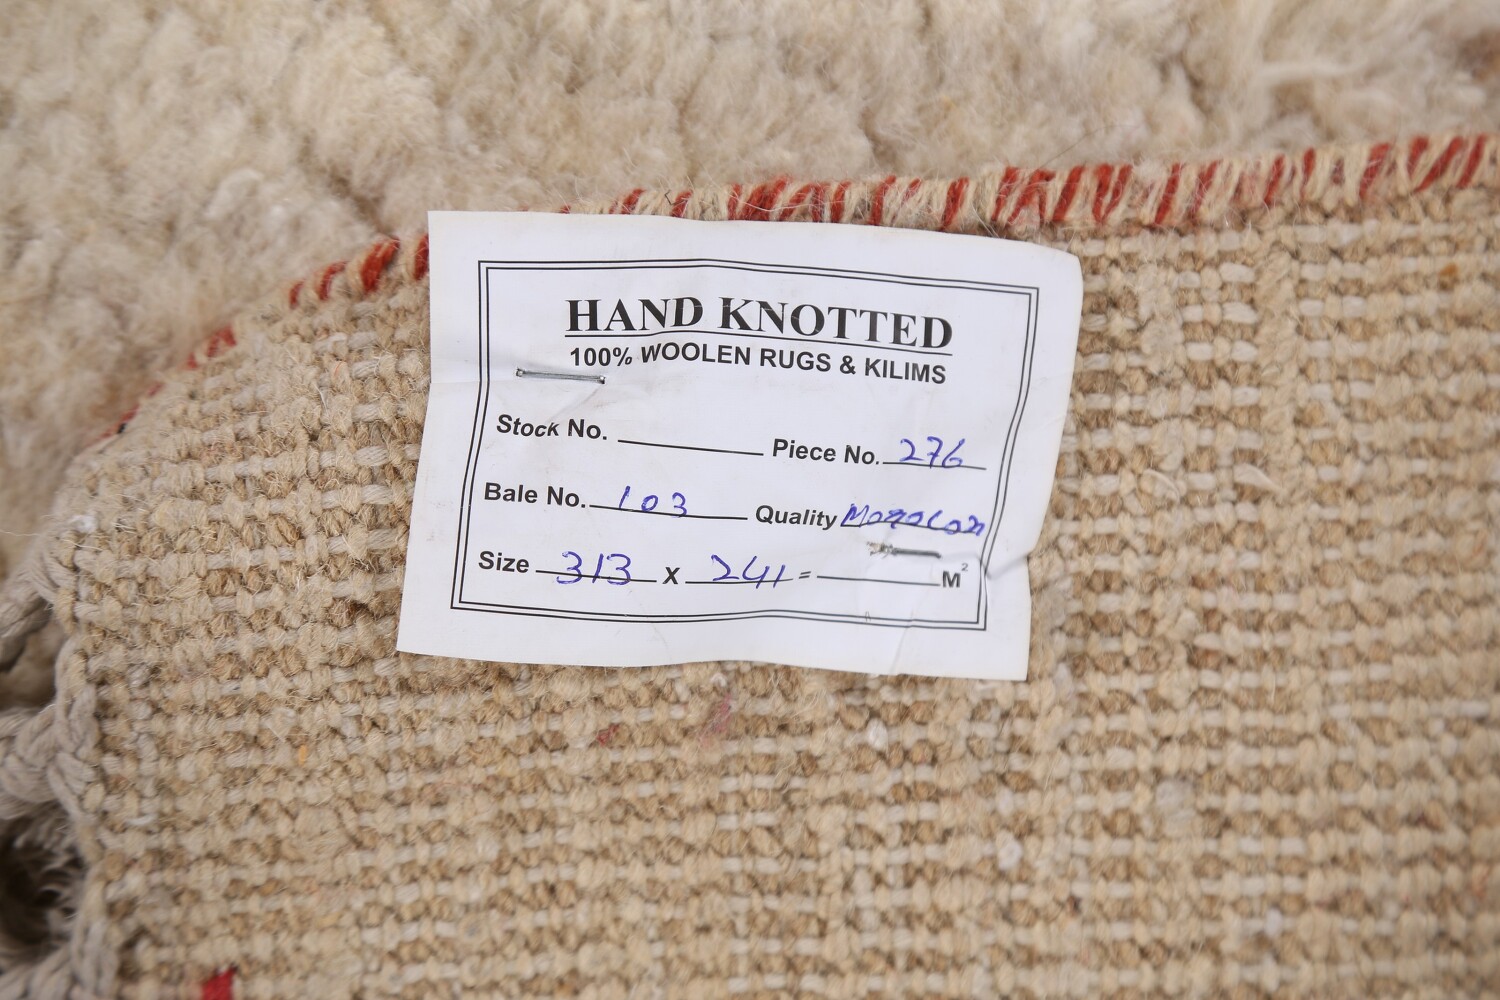 HAND KNOTTED
100% WOOLEN RUGS & KILIMS
Stock No. Piece No. 276
Bale No. 103 Quality
Size 313 X 241 = M²